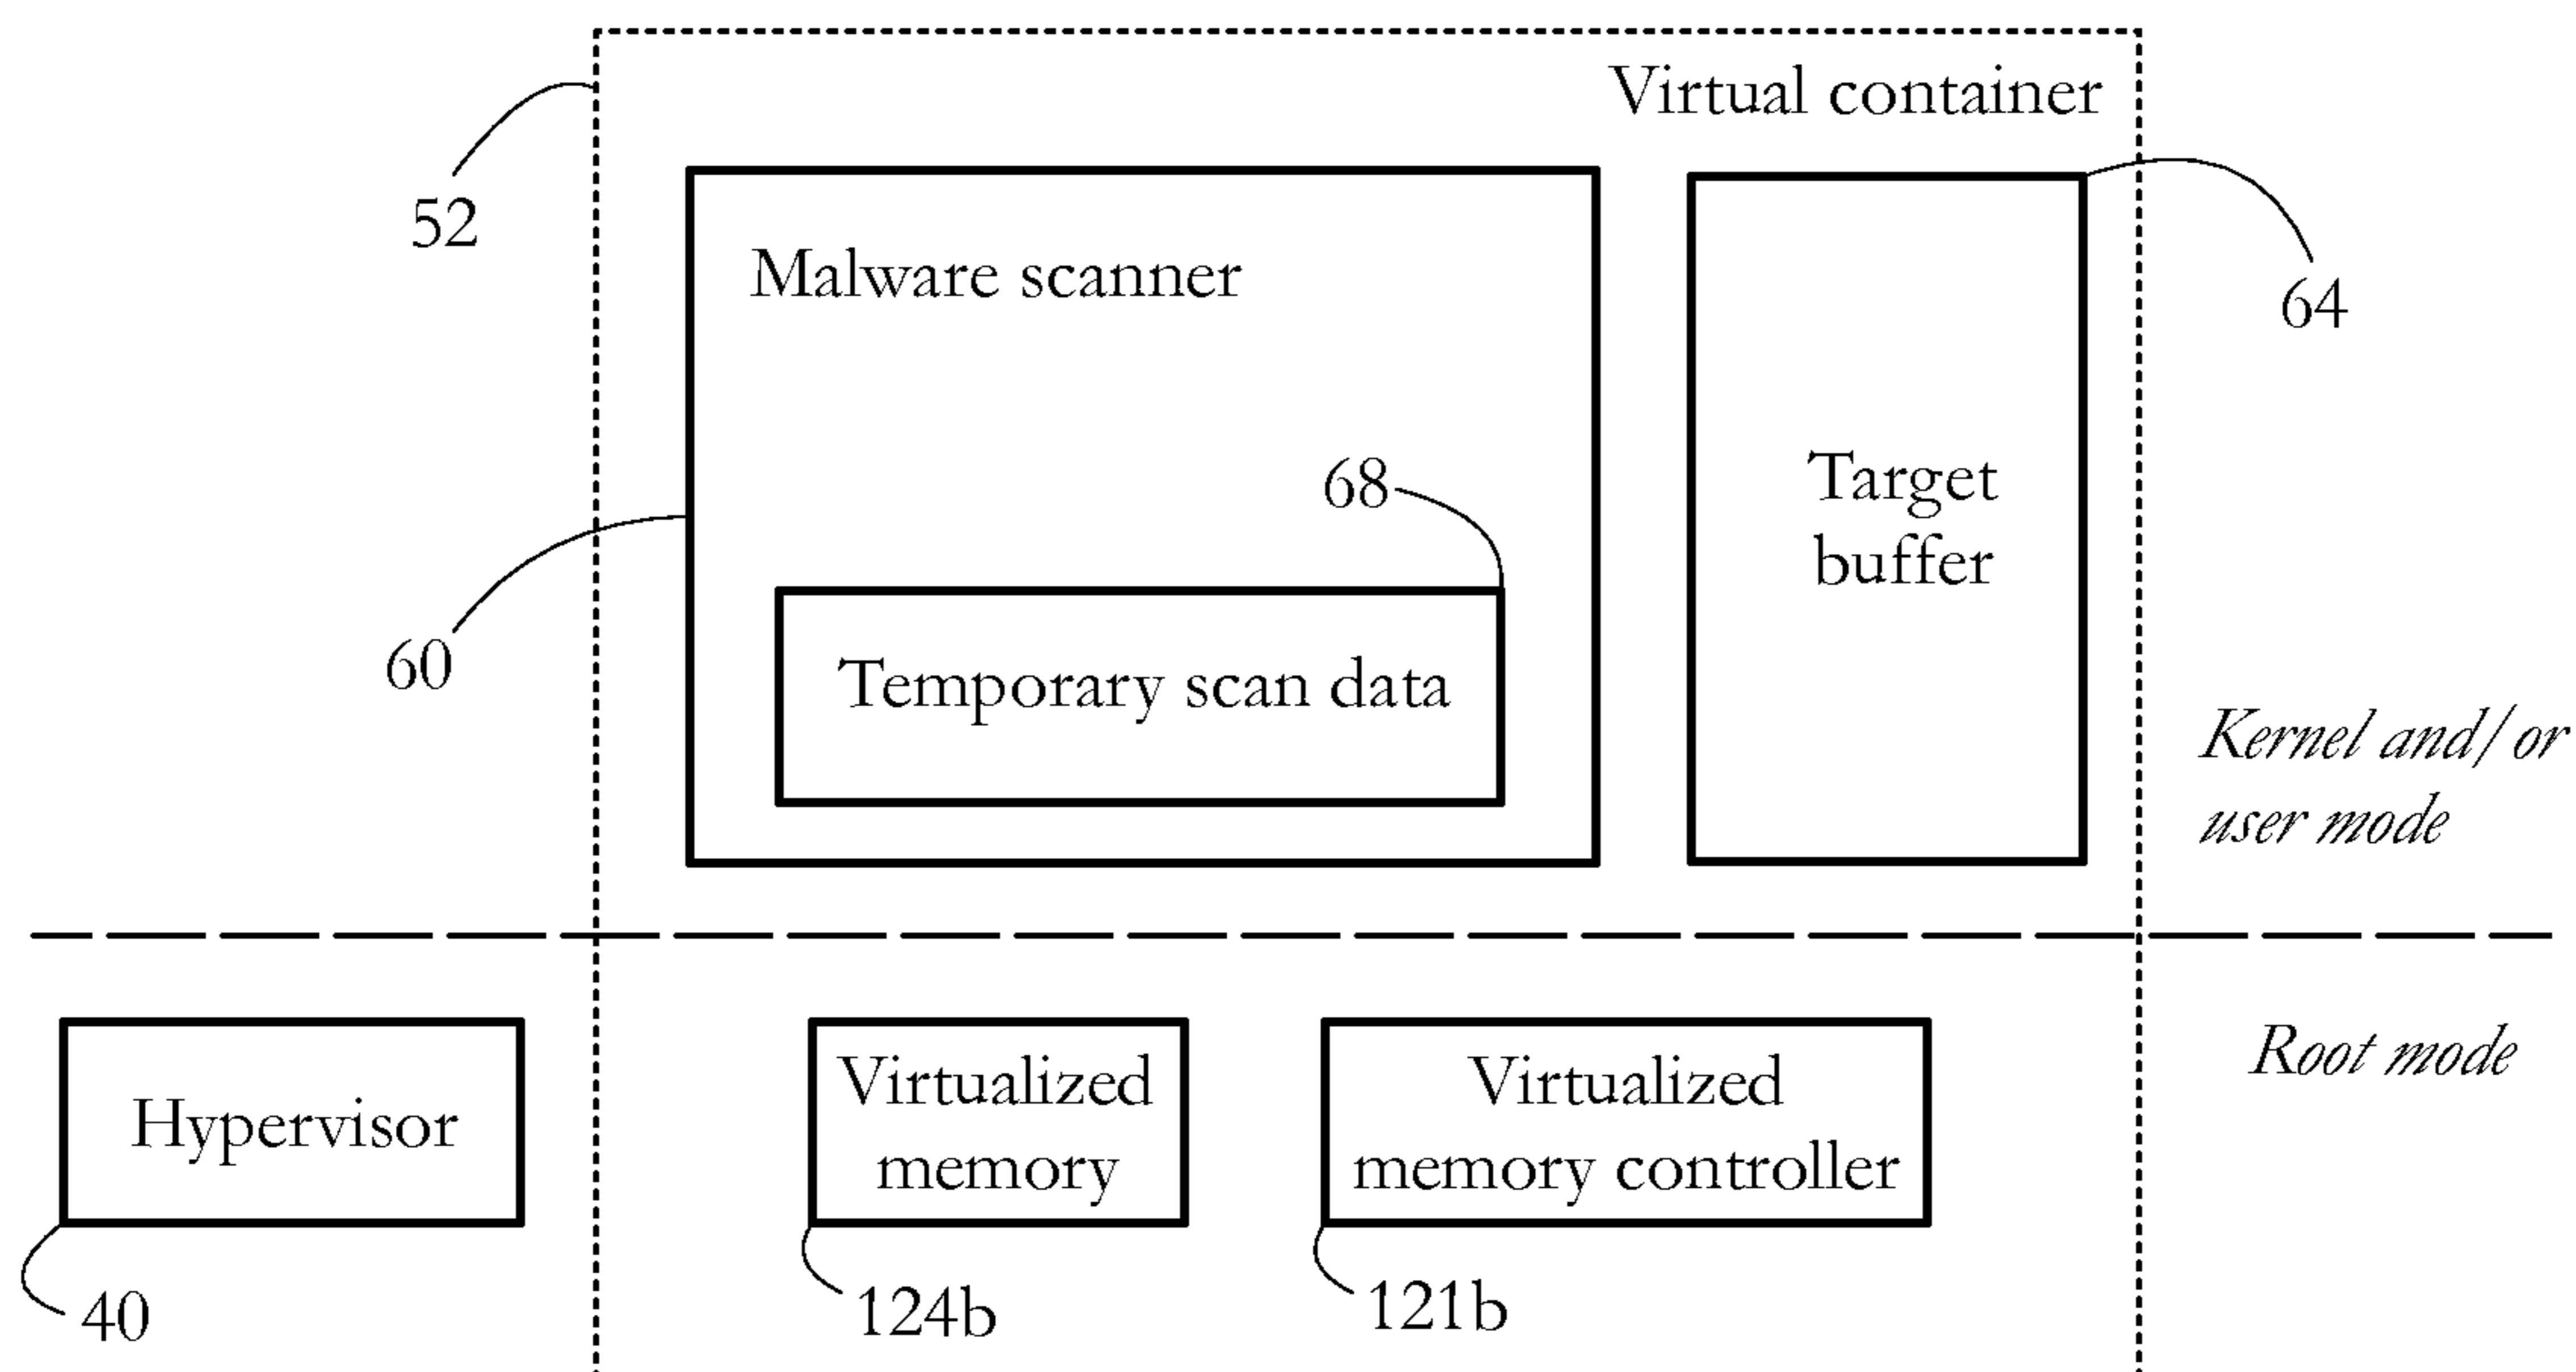 Virtual container
52
Malware scanner
64
68
Target
buffer
60
Temporary scan data
Kernel and/or
user mode
Root mode
Hypervisor
Virtualized
memory
Virtualized
memory controller
40
124b
121b